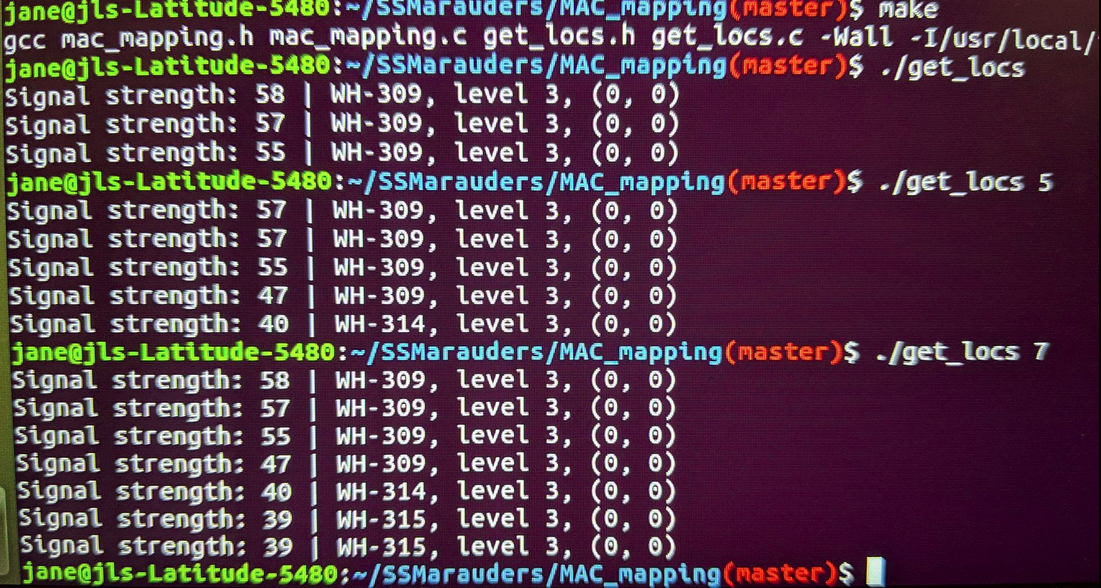 jane@jls-Latitude-5480:~/SSMarauders/MAC_mapping(master)$ make
gcc mac_mapping.h mac_mapping.c get_locs.h get_locs.c -Wall -I/usr/local/
jane@jls-Latitude-5480:~/SSMarauders/MAC_mapping(master)$ ./get_locs
Signal strength: 58 | WH-309, level 3, (0, 0)
Signal strength: 57 | WH-309, level 3, (0, 0)
Signal strength: 55 | WH-309, level 3, (0, 0)
jane@jls-Latitude-5480:~/SSMarauders/MAC_mapping(master)$ ./get_locs 5
Signal strength: 57 | WH-309, level 3, (0, 0)
Signal strength: 57 | WH-309, level 3, (0, 0)
Signal strength: 55 | WH-309, level 3, (0, 0)
Signal strength: 47 | WH-309, level 3, (0, 0)
Signal strength: 40 | WH-314, level 3, (0, 0)
jane@jls-Latitude-5480:~/SSMarauders/MAC_mapping(master)$ ./get_locs 7
Signal strength: 58 | WH-309, level 3, (0, 0)
Signal strength: 57 | WH-309, level 3, (0, 0)
Signal strength: 55 | WH-309, level 3, (0, 0)
Signal strength: 47 | WH-309, level 3, (0, 0)
Signal strength: 40 | WH-314, level 3, (0, 0)
Signal strength: 39 | WH-315, level 3, (0, 0)
Signal strength: 39 | WH-315, level 3, (0, 0)
jane@jls-Latitude-5480:~/SSMarauders/MAC_mapping(master)$